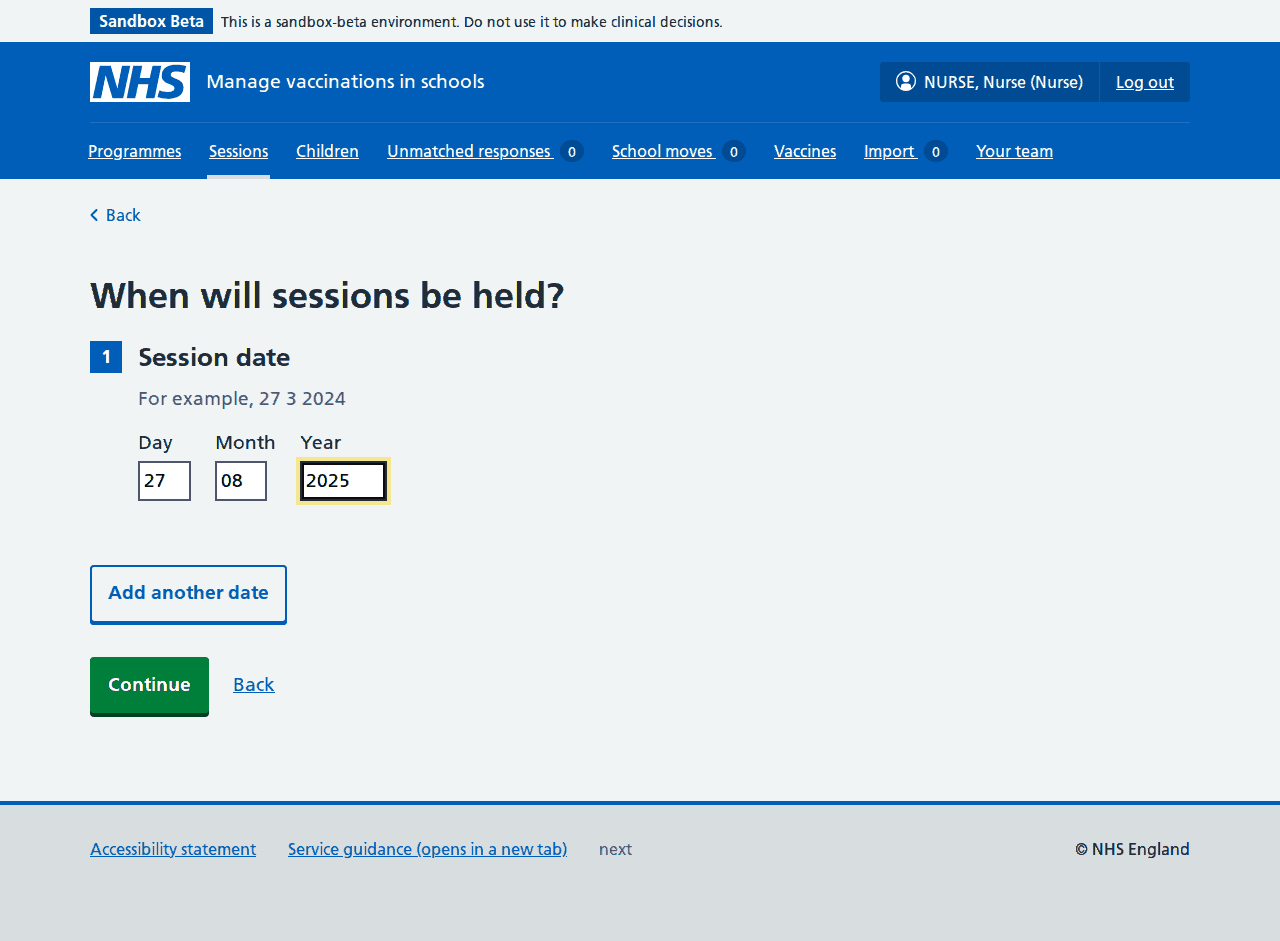 Sandbox Beta This is a sandbox-beta environment. Do not use it to make clinical decisions.
NHS Manage vaccinations in schools NURSE, Nurse (Nurse) Log out
Programmes Sessions Children Unmatched responses 0 School moves 0 Vaccines Import 0 Your team
Back
When will sessions be held?
1 Session date
For example, 27 3 2024
Day Month Year
27 08 2025
Add another date
Continue Back
Accessibility statement Service guidance (opens in a new tab) next © NHS England